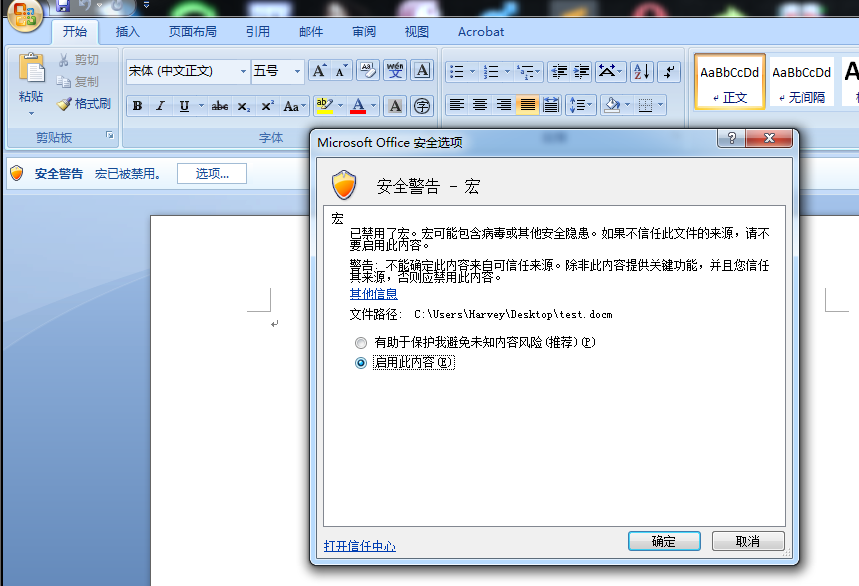 开始 插入 页面布局 引用 邮件 审阅 视图 Acrobat
粘贴
剪切
复制
格式刷
剪贴板
宋体 (中文正文) 五号
字体
AaBbCcDd AaBbCcDd
正文 无间隔
安全警告 宏已被禁用。 选项...
Microsoft Office 安全选项
安全警告 - 宏
宏
已禁用了宏。宏可能包含病毒或其他安全隐患。如果不信任此文件的来源，请不
要启用此内容。
警告: 不能确定此内容来自可信任来源。除非此内容提供关键功能，并且您信任
其来源，否则应禁用此内容。
其他信息
文件路径: C:\Users\Harvey\Desktop\test.docm
有助于保护我避免未知内容风险(推荐)(P)
启用此内容(E)
打开信任中心
确定 取消